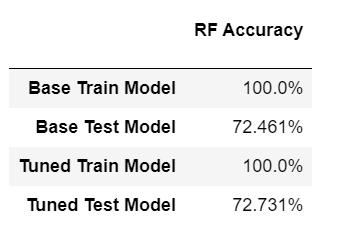 RF Accuracy
Base Train Model 100.0%
Base Test Model 72.461%
Tuned Train Model 100.0%
Tuned Test Model 72.731%